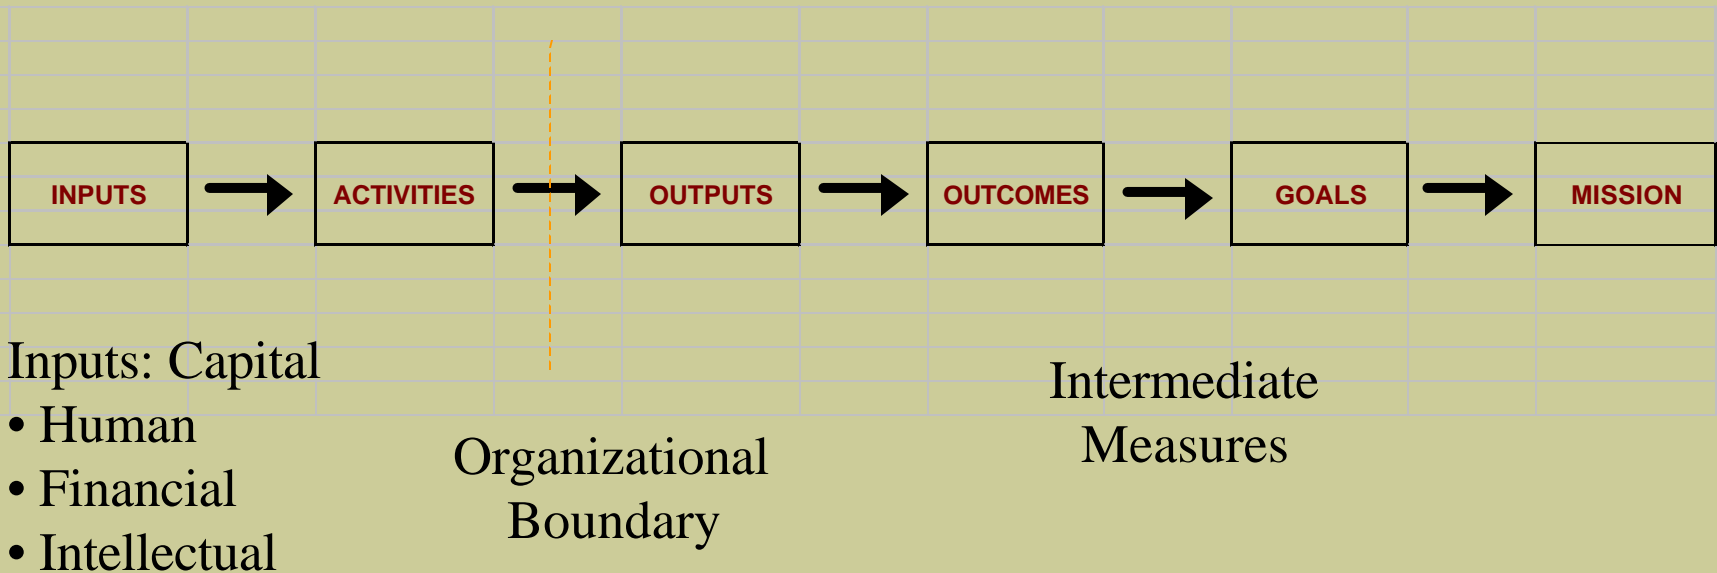 INPUTS
ACTIVITIES
OUTPUTS
OUTCOMES
GOALS
MISSION
Inputs: Capital
• Human
• Financial
• Intellectual
Organizational
Boundary
Intermediate
Measures